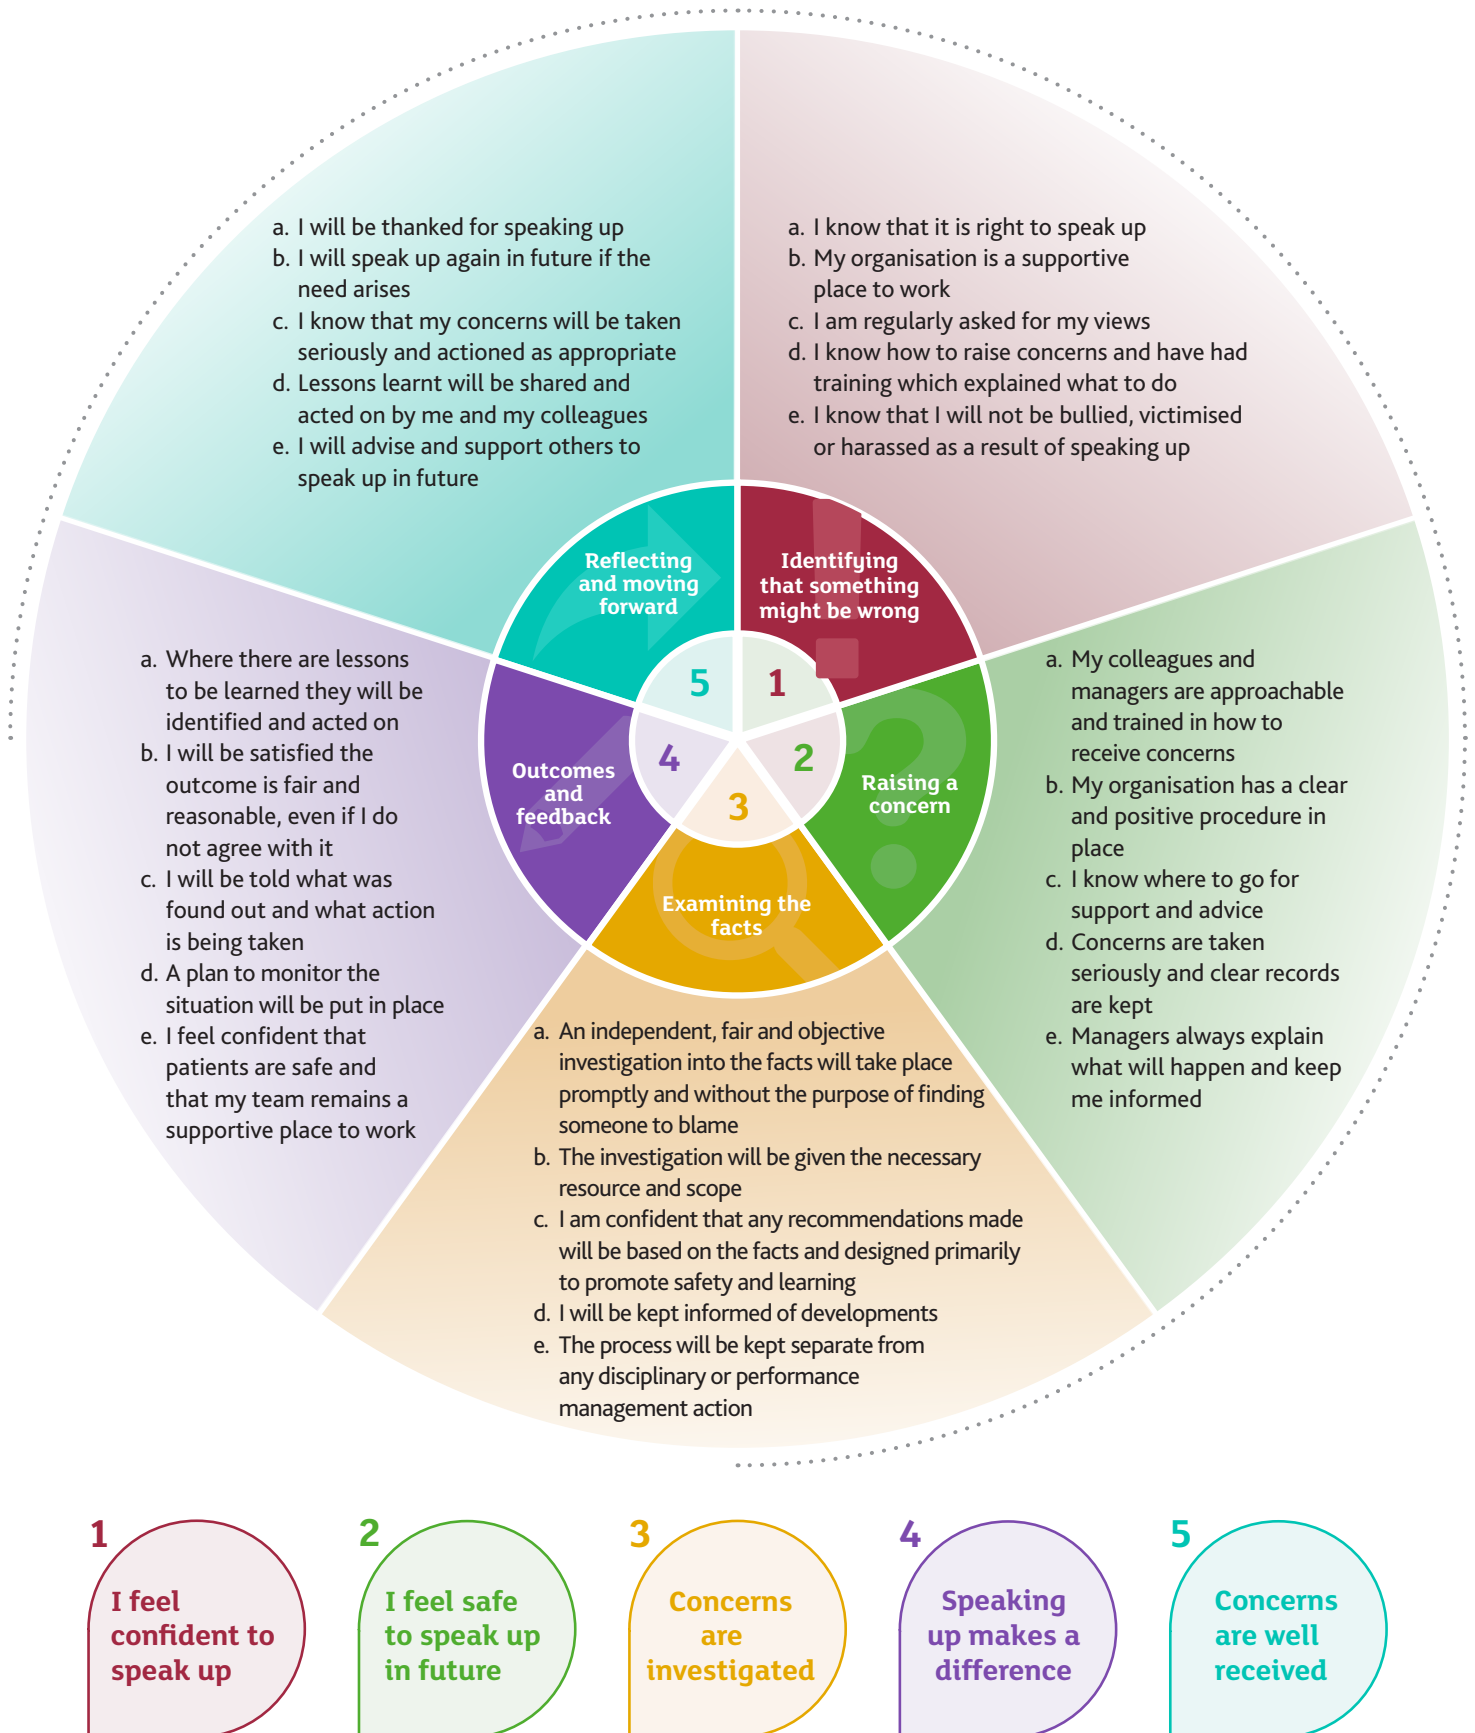 a. I will be thanked for speaking up
b. I will speak up again in future if the
need arises
c. I know that my concerns will be taken
seriously and actioned as appropriate
d. Lessons learnt will be shared and
acted on by me and my colleagues
e. I will advise and support others to
speak up in future
a. I know that it is right to speak up
b. My organisation is a supportive
place to work
c. I am regularly asked for my views
d. I know how to raise concerns and have had
training which explained what to do
e. I know that I will not be bullied, victimised
or harassed as a result of speaking up
Reflecting
and moving
forward
Identifying
that something
might be wrong
5
1
4
2
3
Outcomes
and
feedback
Raising a
concern
Examining the
facts
a. Where there are lessons
to be learned they will be
identified and acted on
b. I will be satisfied the
outcome is fair and
reasonable, even if I do
not agree with it
c. I will be told what was
found out and what action
is being taken
d. A plan to monitor the
situation will be put in place
e. I feel confident that
patients are safe and
that my team remains a
supportive place to work
a. My colleagues and
managers are approachable
and trained in how to
receive concerns
b. My organisation has a clear
and positive procedure in
place
c. I know where to go for
support and advice
d. Concerns are taken
seriously and clear records
are kept
e. Managers always explain
what will happen and keep
me informed
a. An independent, fair and objective
investigation into the facts will take place
promptly and without the purpose of finding
someone to blame
b. The investigation will be given the necessary
resource and scope
c. I am confident that any recommendations made
will be based on the facts and designed primarily
to promote safety and learning
d. I will be kept informed of developments
e. The process will be kept separate from
any disciplinary or performance
management action
1
I feel
confident to
speak up
2
I feel safe
to speak up
in future
3
Concerns
are
investigated
4
Speaking
up makes a
difference
5
Concerns
are well
received